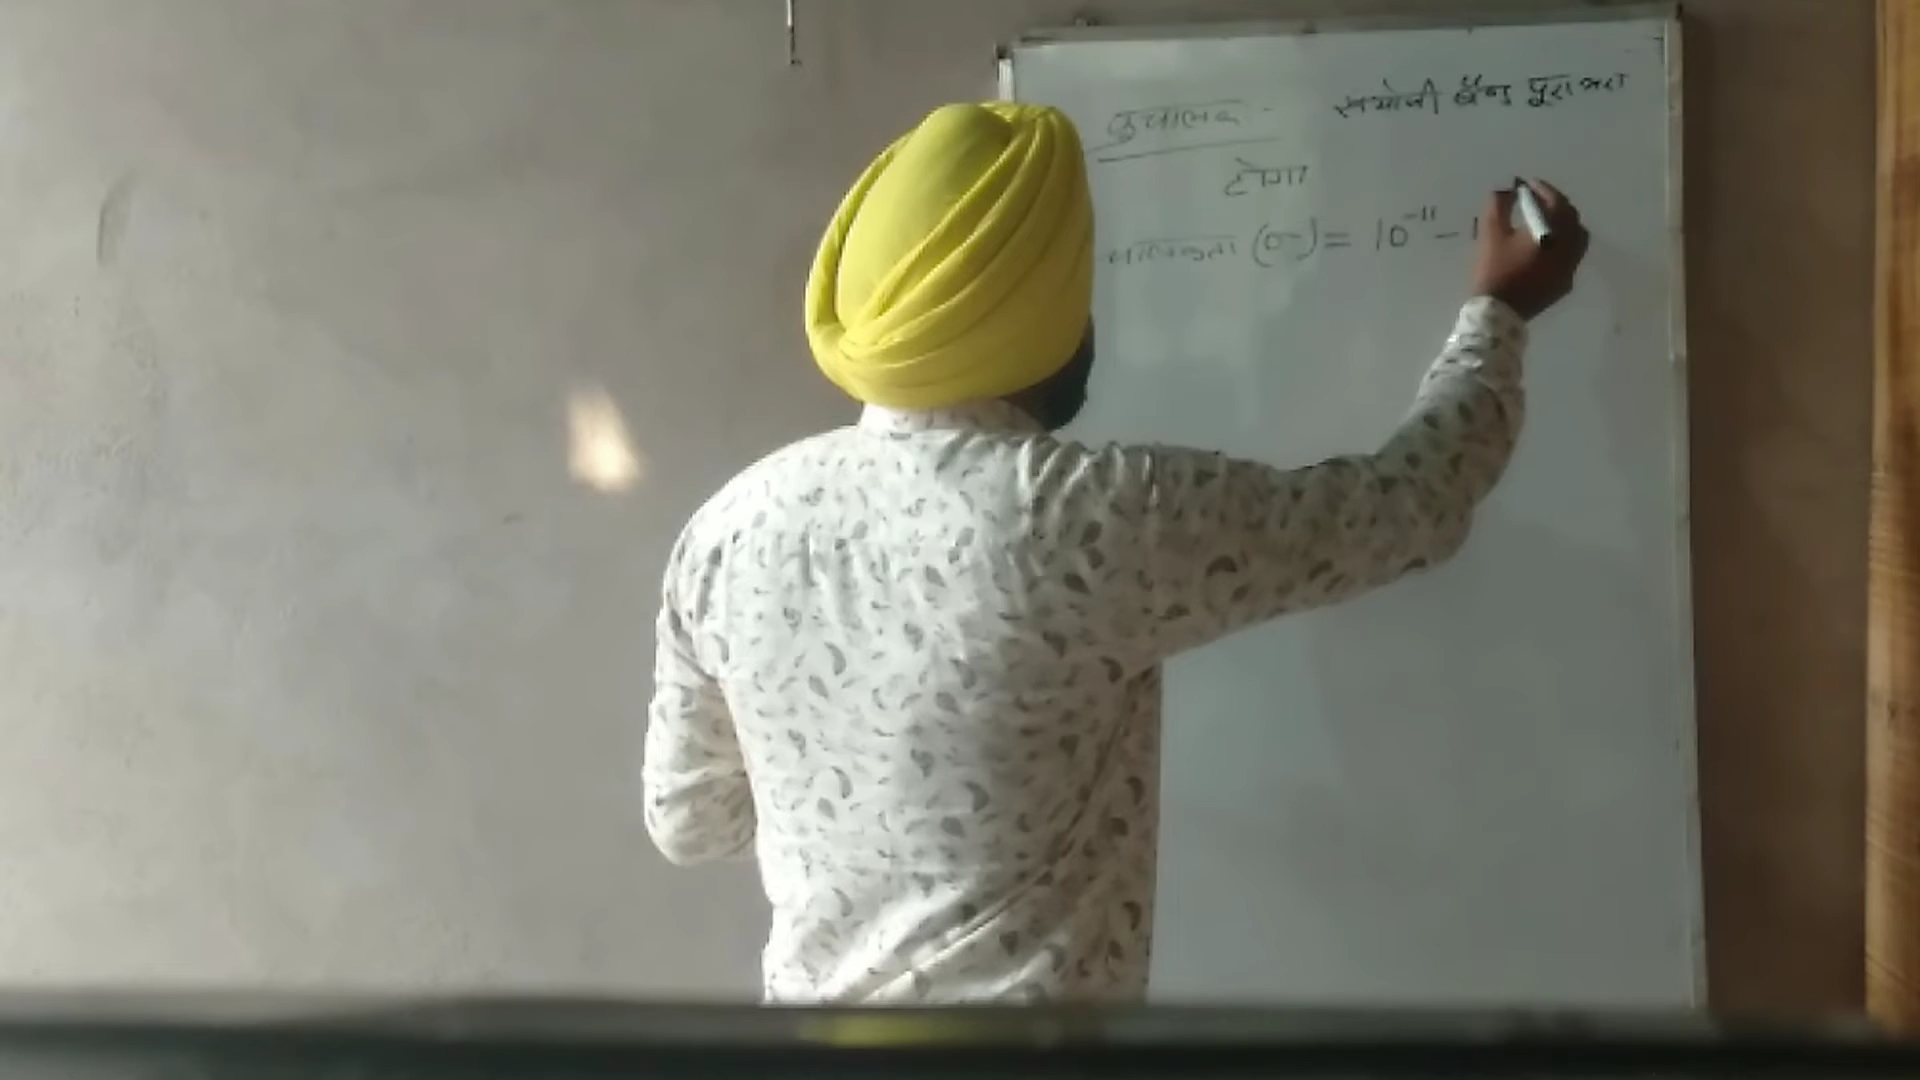 कुचालक - संयोजी बैंड पूरा भरा
होगा
चालकता (σ) = 10⁻¹¹ - 1